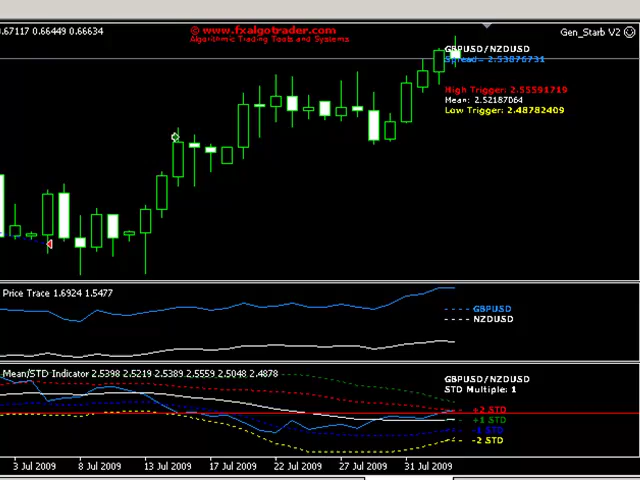 .67117 0.66449 0.66634
© www.fxalgotrader.com
Algorithmic Trading Tools and Systems
Gen_Starb V2
GBPUSD/NZDUSD
Spread= 2.53876731
High Trigger: 2.55591719
Mean: 2.52187064
Low Trigger: 2.48782409
Price Trace 1.6924 1.5477
GBPUSD
NZDUSD
Mean/STD Indicator 2.5398 2.5219 2.5389 2.5559 2.5048 2.4878
GBPUSD/NZDUSD
STD Multiple: 1
+2 STD
+1 STD
-1 STD
-2 STD
3 Jul 2009 8 Jul 2009 13 Jul 2009 17 Jul 2009 22 Jul 2009 27 Jul 2009 31 Jul 2009